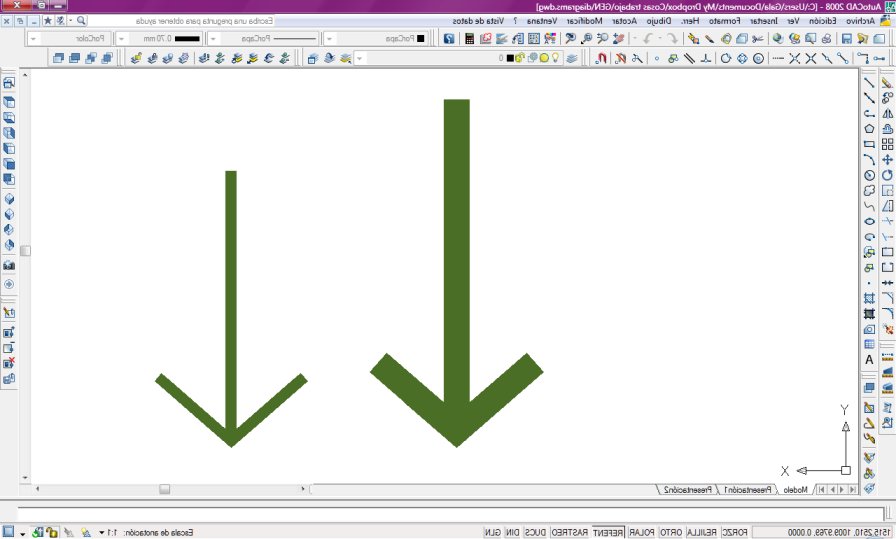 AutoCAD 2008 - [C:\Users\Gala\Documents\My Dropbox\Cosas trabajo\GEN\diagramas.dwg]
Archivo Edición Ver Insertar Formato Herr. Dibujo Acotar Modificar Ventana ? Vista de datos Escriba una pregunta para obtener ayuda
PorCapa PorCapa 0.70 mm PorColor
0
A
Y
X
Modelo Presentación1 Presentación2
1515.2510, 1009.9769, 0.0000 FORZC REJILLA ORTO POLAR REFENT RASTREO DUCS DIN GLN Escala de anotación: 1:1